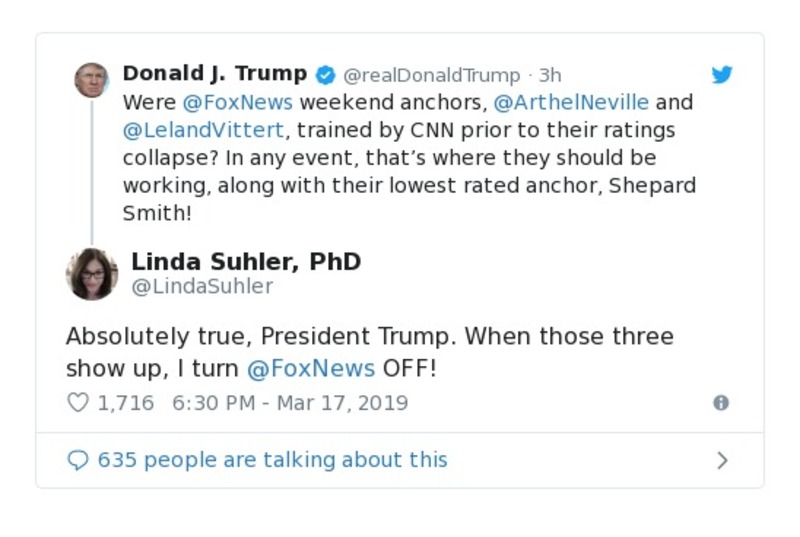 Donald J. Trump @realDonaldTrump · 3h
Were @FoxNews weekend anchors, @ArthelNeville and
@LelandVittert, trained by CNN prior to their ratings
collapse? In any event, that’s where they should be
working, along with their lowest rated anchor, Shepard
Smith!
Linda Suhler, PhD
@LindaSuhler
Absolutely true, President Trump. When those three
show up, I turn @FoxNews OFF!
1,716 6:30 PM - Mar 17, 2019
635 people are talking about this